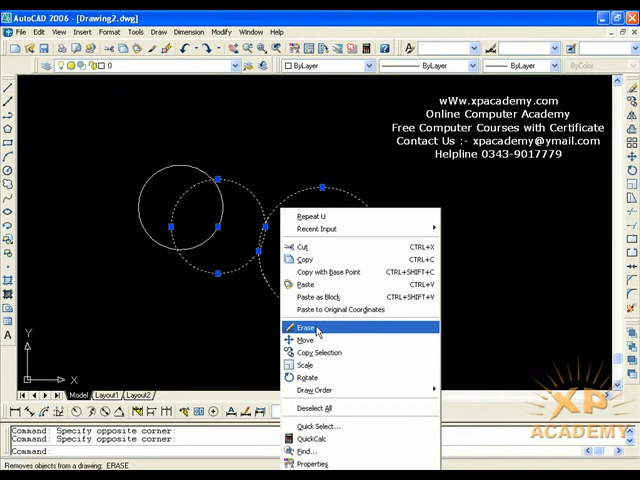 AutoCAD 2006 - [Drawing2.dwg]
File Edit View Insert Format Tools Draw Dimension Modify Window Help
0 ByLayer ByLayer ByLayer ByColor
wWw.xpacademy.com
Online Computer Academy
Free Computer Courses with Certificate
Contact Us :- xpacademy@ymail.com
Helpline 0343-9017779
Repeat U
Recent Input
Cut CTRL+X
Copy CTRL+C
Copy with Base Point CTRL+SHIFT+C
Paste CTRL+V
Paste as Block CTRL+SHIFT+V
Paste to Original Coordinates
Erase
Move
Copy Selection
Scale
Rotate
Draw Order
Deselect All
Quick Select...
QuickCalc
Find...
Properties
Y
X
A
Model Layout1 Layout2
XP
ACADEMY
Command: Specify opposite corner:
Command: Specify opposite corner:
Command:
Removes objects from a drawing: ERASE